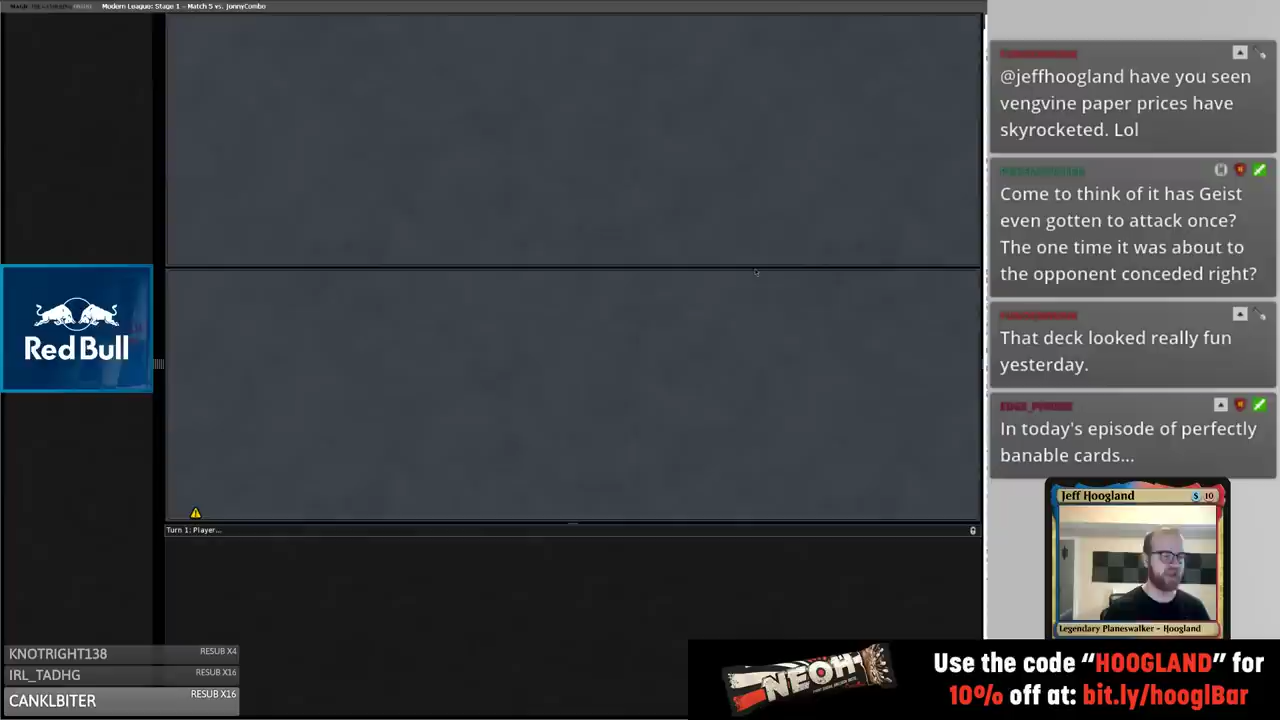 Modern League: Stage 1 - Match 5 vs. JonnyCombo
@jeffhoogland have you seen
vengvine paper prices have
skyrocketed. Lol
Come to think of it has Geist
even gotten to attack once?
The one time it was about to
the opponent conceded right?
That deck looked really fun
yesterday.
In today's episode of perfectly
banable cards...
Red Bull
Turn 1: Player...
Jeff Hoogland 10
Legendary Planeswalker - Hoogland
KNOTRIGHT138 RESUB X4
IRL_TADHG RESUB X16
CANKLBITER RESUB X16
NEOH
Use the code “HOOGLAND” for
10% off at: bit.ly/hooglBar